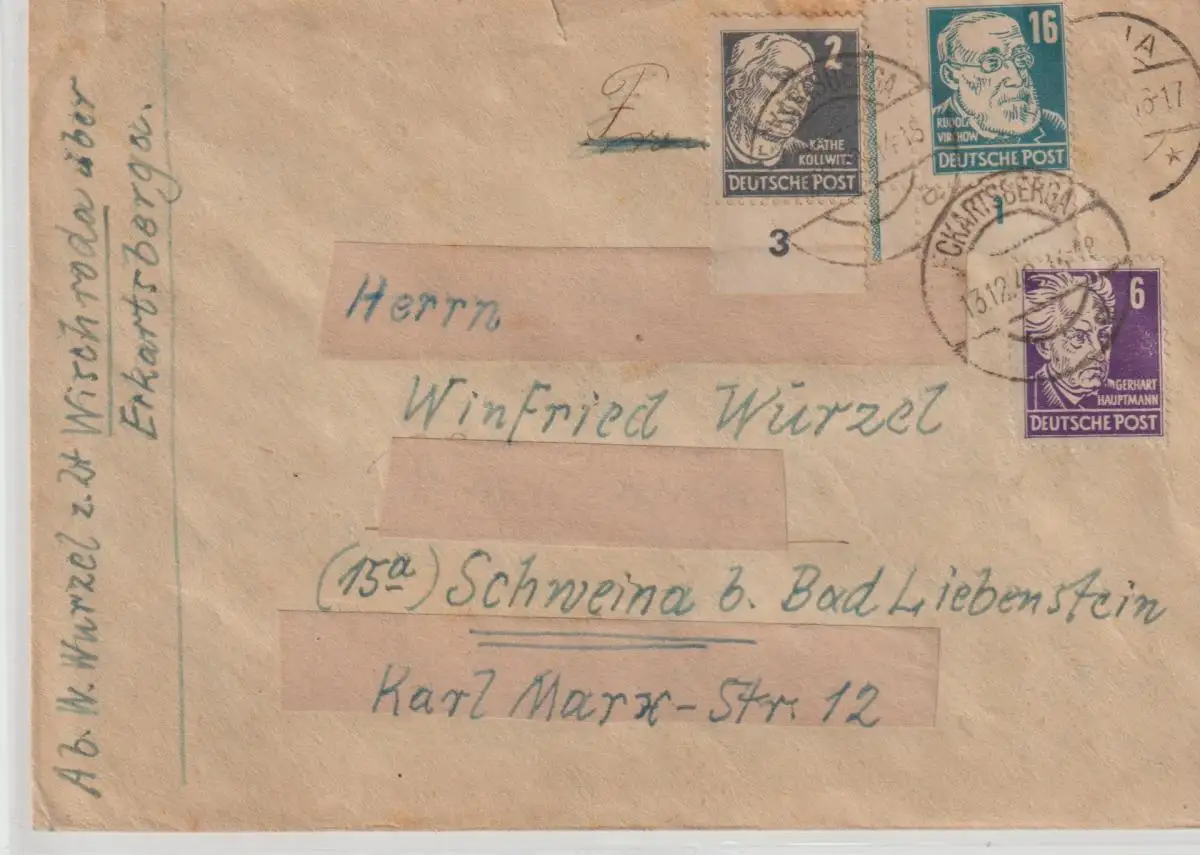 2
KÄTHE
KOLLWITZ
DEUTSCHE POST
3
16
RUDOLF
VIRCHOW
DEUTSCHE POST
1
6
GERHART
HAUPTMANN
DEUTSCHE POST
ECKARTSBERGA
Herrn
Winfried Wurzel
(15a) Schweina b. Bad Liebenstein
Karl Marx-Str. 12
Ab. W. Wurzel z. Zt Wischroda über
Eckartsberga.